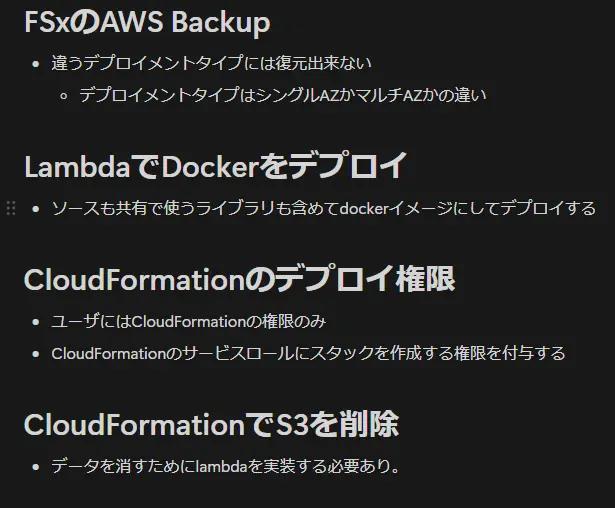 FSxのAWS Backup
違うデプロイメントタイプには復元出来ない
デプロイメントタイプはシングルAZかマルチAZかの違い
LambdaでDockerをデプロイ
ソースも共有で使うライブラリも含めてdockerイメージにしてデプロイする
CloudFormationのデプロイ権限
ユーザにはCloudFormationの権限のみ
CloudFormationのサービスロールにスタックを作成する権限を付与する
CloudFormationでS3を削除
データを消すためにlambdaを実装する必要あり。